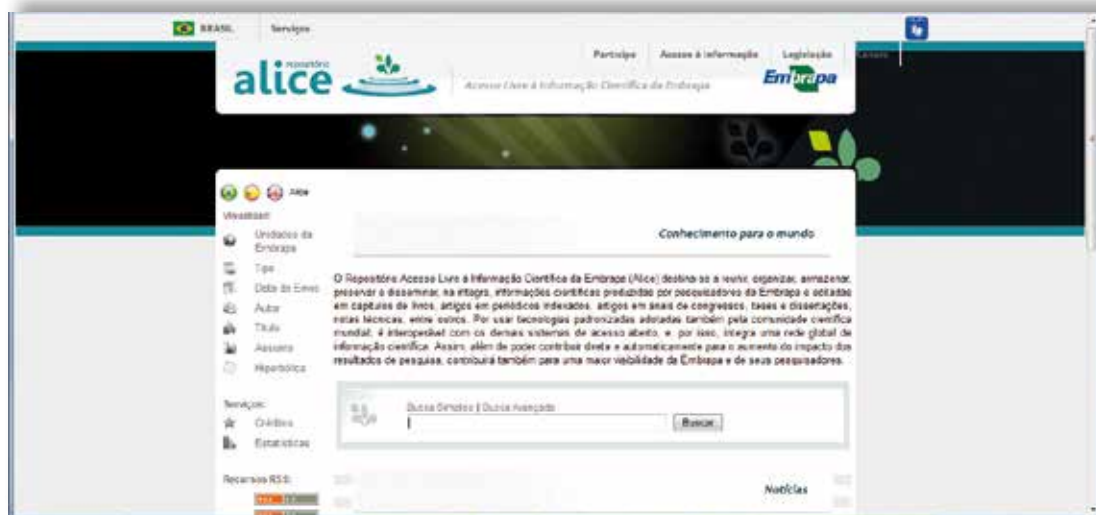 BRASIL Serviços
Participe Acesso à informação Legislação Canais
repositório
alice
Acesso Livre à Informação Científica da Embrapa
Embrapa
Alice
Visualizar:
Unidades da
Embrapa
Tipo
Data do Envio
Autor
Título
Assunto
Hiperbólica
Serviços:
Créditos
Estatísticas
Recursos RSS:
Conhecimento para o mundo
O Repositório Acesso Livre à Informação Científica da Embrapa (Alice) destina-se a reunir, organizar, armazenar,
preservar e disseminar, na íntegra, informações científicas produzidas por pesquisadores da Embrapa e editadas
em capítulos de livros, artigos em periódicos indexados, artigos em anais de congressos, teses e dissertações,
notas técnicas, entre outros. Por usar tecnologias padronizadas adotadas também pela comunidade científica
mundial, é interoperável com os demais sistemas de acesso aberto, e, por isso, integra uma rede global de
informação científica. Assim, além de poder contribuir direta e automaticamente para o aumento do impacto dos
resultados de pesquisa, contribuirá também para uma maior visibilidade da Embrapa e de seus pesquisadores.
Busca Simples | Busca Avançada
Buscar
Notícias